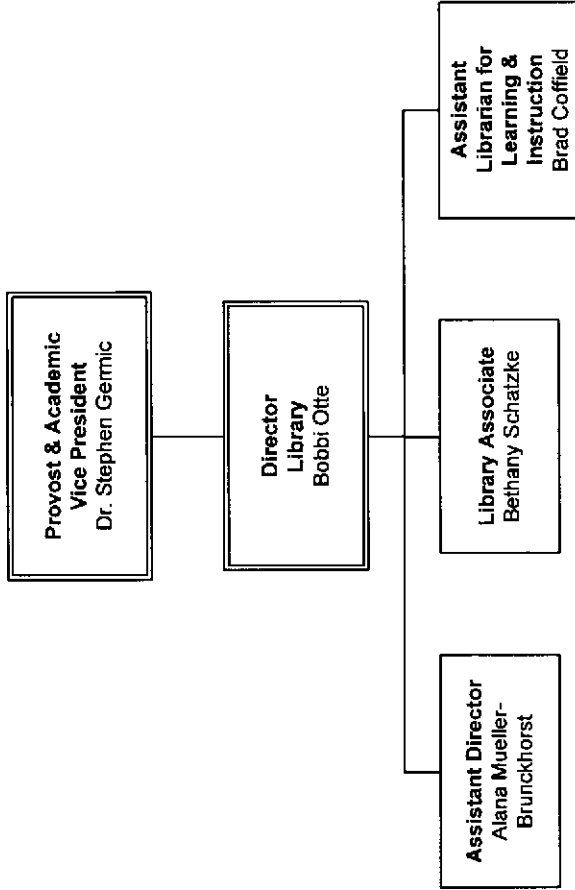 Provost & Academic
Vice President
Dr. Stephen Germic
Director
Library
Bobbi Otte
Assistant Director
Alana Mueller-
Brunckhorst
Library Associate
Bethany Schatzke
Assistant
Librarian for
Learning &
Instruction
Brad Coffield